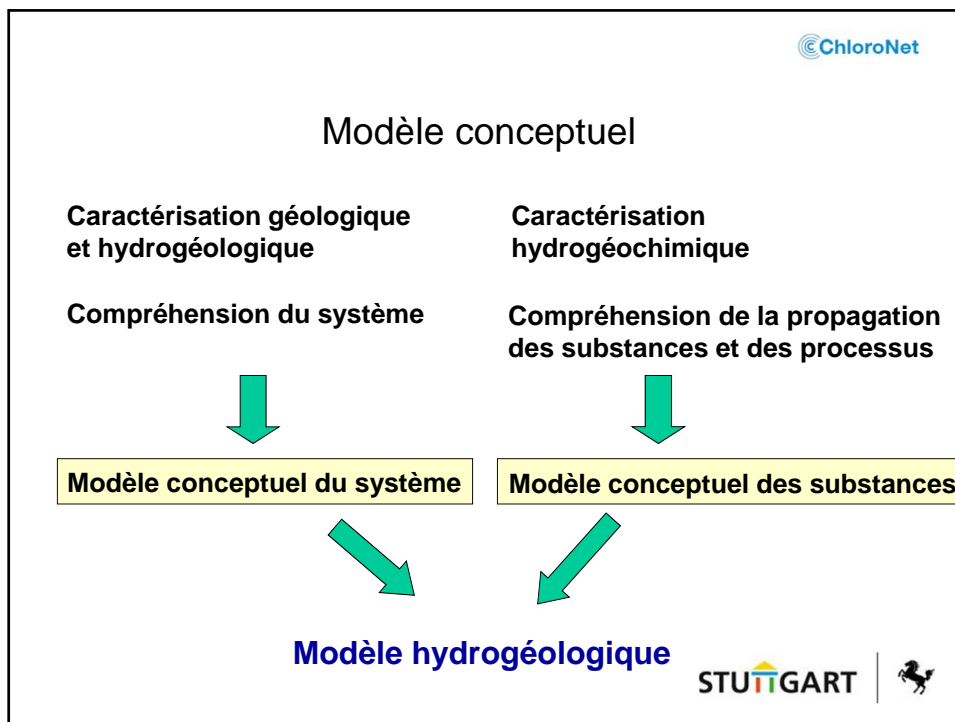 ChloroNet
Modèle conceptuel
Caractérisation géologique
et hydrogéologique
Compréhension du système
Caractérisation
hydrogéochimique
Compréhension de la propagation
des substances et des processus
Modèle conceptuel du système
Modèle conceptuel des substances
Modèle hydrogéologique
STUTTGART